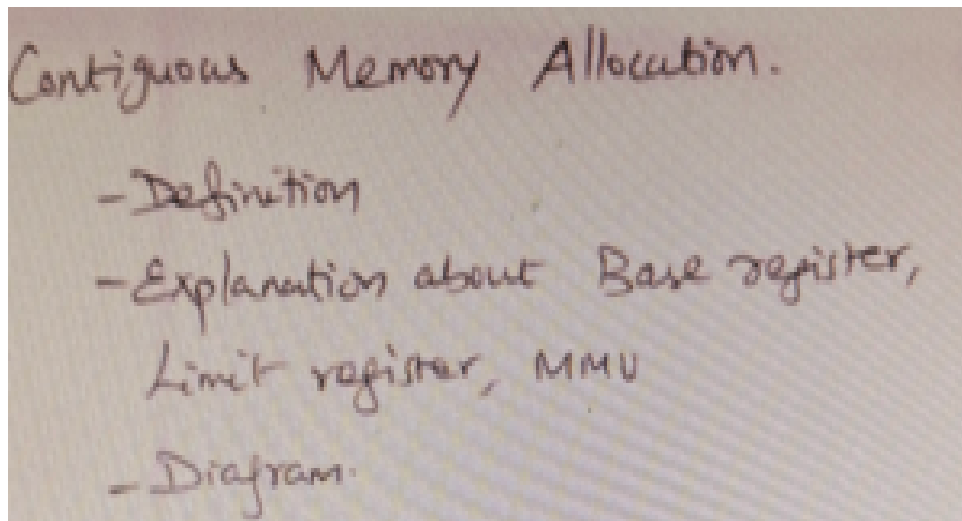 Contiguous Memory Allocation.
- Definition
- Explanation about Base register,
Limit register, MMU
- Diagram.